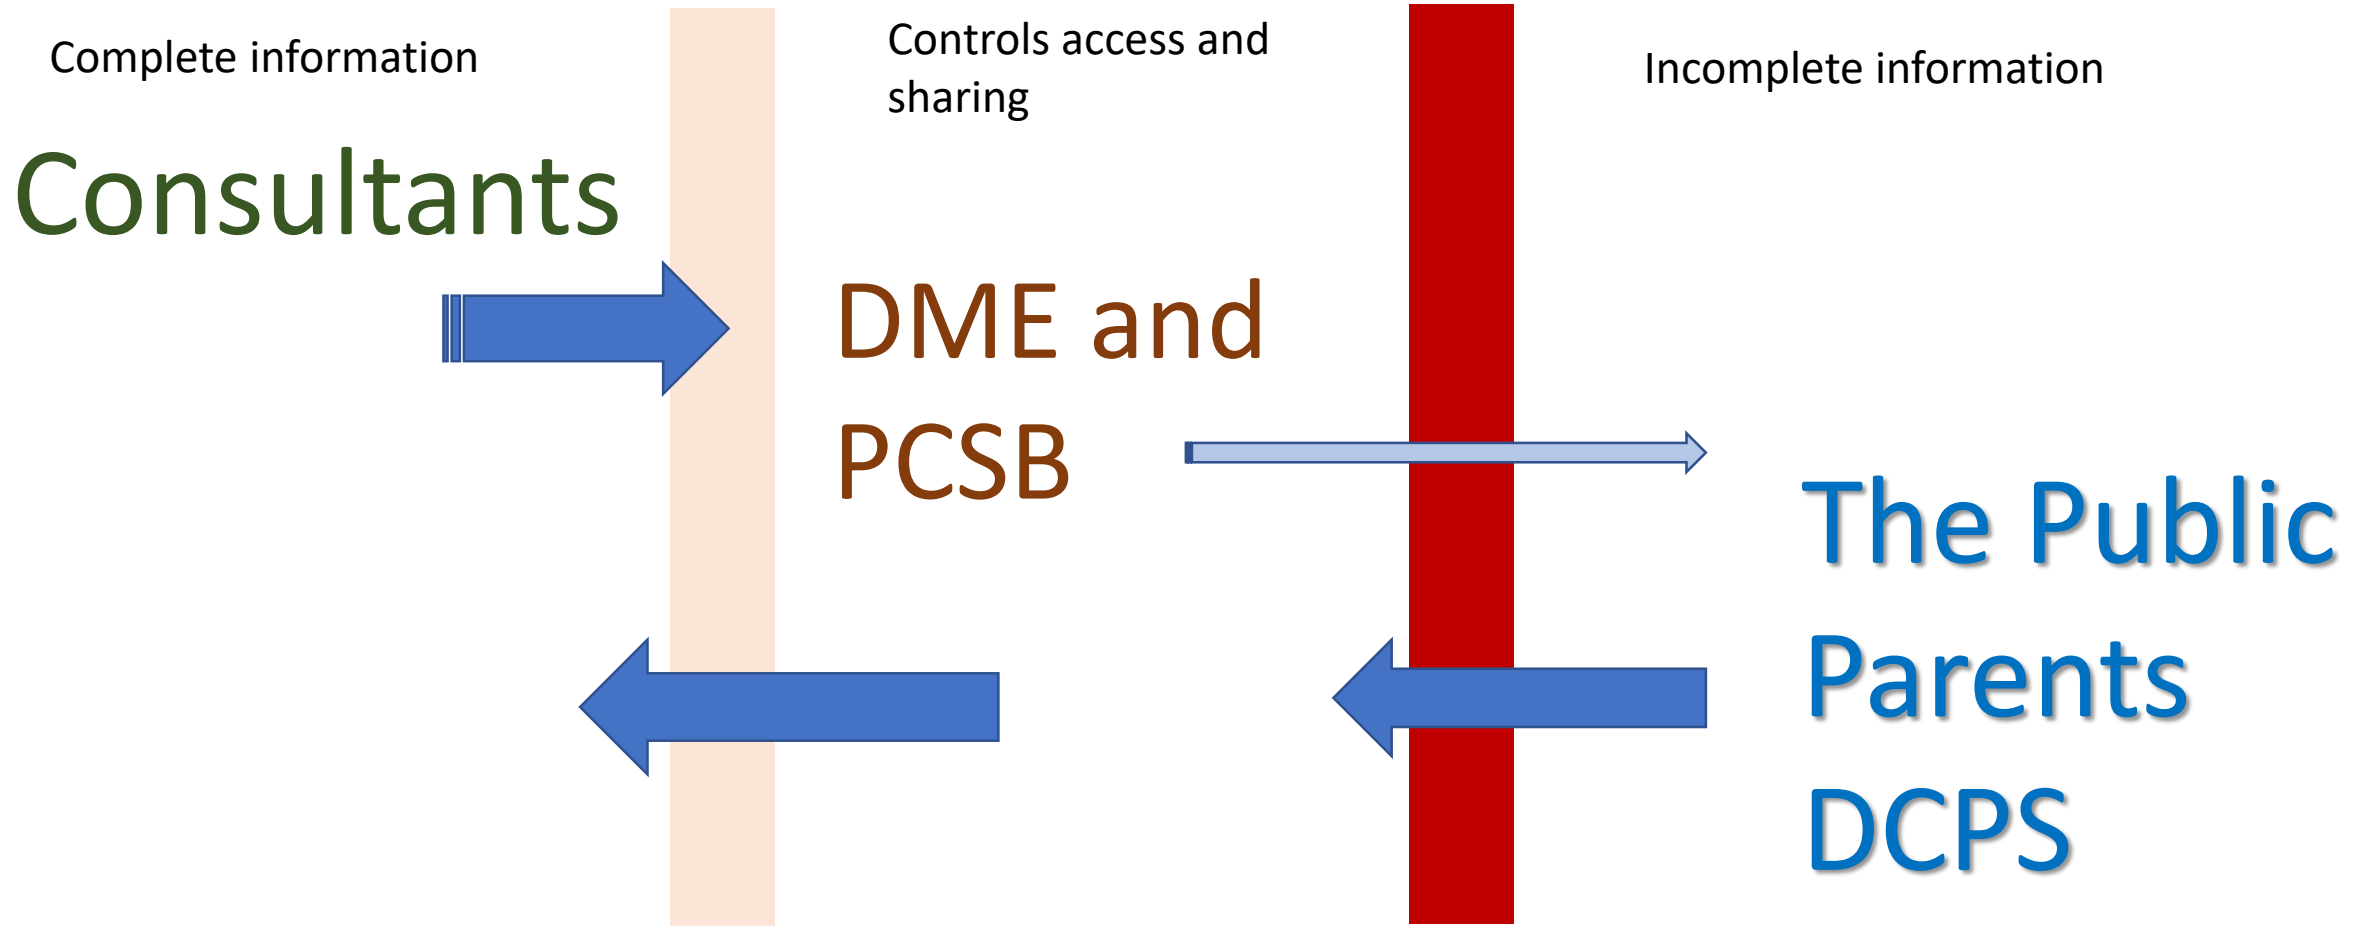 Complete information
Consultants
Controls access and
sharing
DME and
PCSB
Incomplete information
The Public
Parents
DCPS